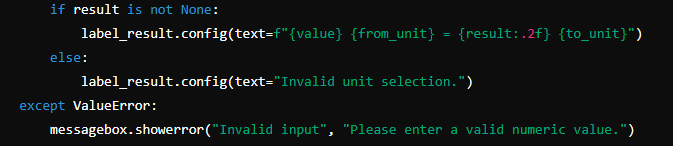 if result is not None:
        label_result.config(text=f"{value} {from_unit} = {result:.2f} {to_unit}")
    else:
        label_result.config(text="Invalid unit selection.")
except ValueError:
    messagebox.showerror("Invalid input", "Please enter a valid numeric value.")